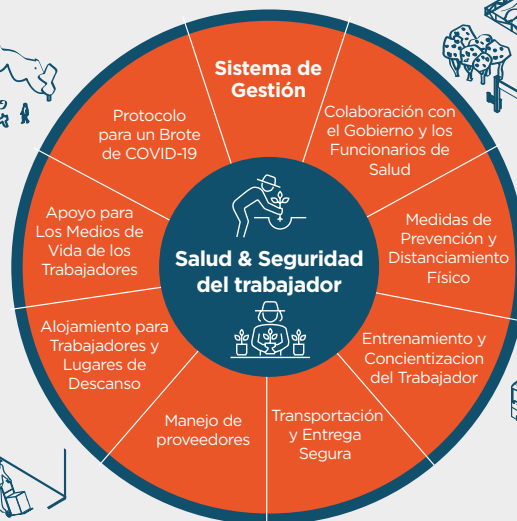 Sistema de
Gestión
Colaboración con
el Gobierno y los
Funcionarios de
Salud
Medidas de
Prevención y
Distanciamiento
Físico
Entrenamiento y
Concientizacion
del Trabajador
Transportación
y Entrega
Segura
Manejo de
proveedores
Alojamiento para
Trabajadores y
Lugares de
Descanso
Apoyo para
Los Medios de
Vida de los
Trabajadores
Protocolo
para un Brote
de COVID-19
Salud & Seguridad
del trabajador